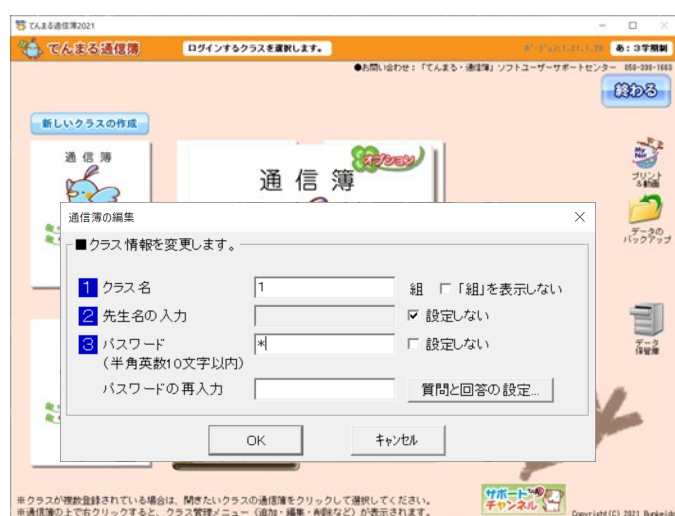 てんまる通信簿2021
てんまる通信簿
ログインするクラスを選択します。
あ：3学期制
●お問い合わせ：「てんまる・通信簿」ソフトユーザーサポートセンター
終わる
新しいクラスの作成
通信簿
通信簿
オプション
プリント
&動画
データの
バックアップ
データ
保管庫
通信簿の編集
■クラス情報を変更します。
1 クラス名 1 組 「組」を表示しない
2 先生名の入力 設定しない
3 パスワード * 設定しない
(半角英数10文字以内)
パスワードの再入力 質問と回答の設定...
OK キャンセル
※クラスが複数登録されている場合は、開きたいクラスの通信簿をクリックして選択してください。
※通信簿の上で右クリックすると、クラス管理メニュー（追加・編集・削除など）が表示されます。
サポート
チャンネル